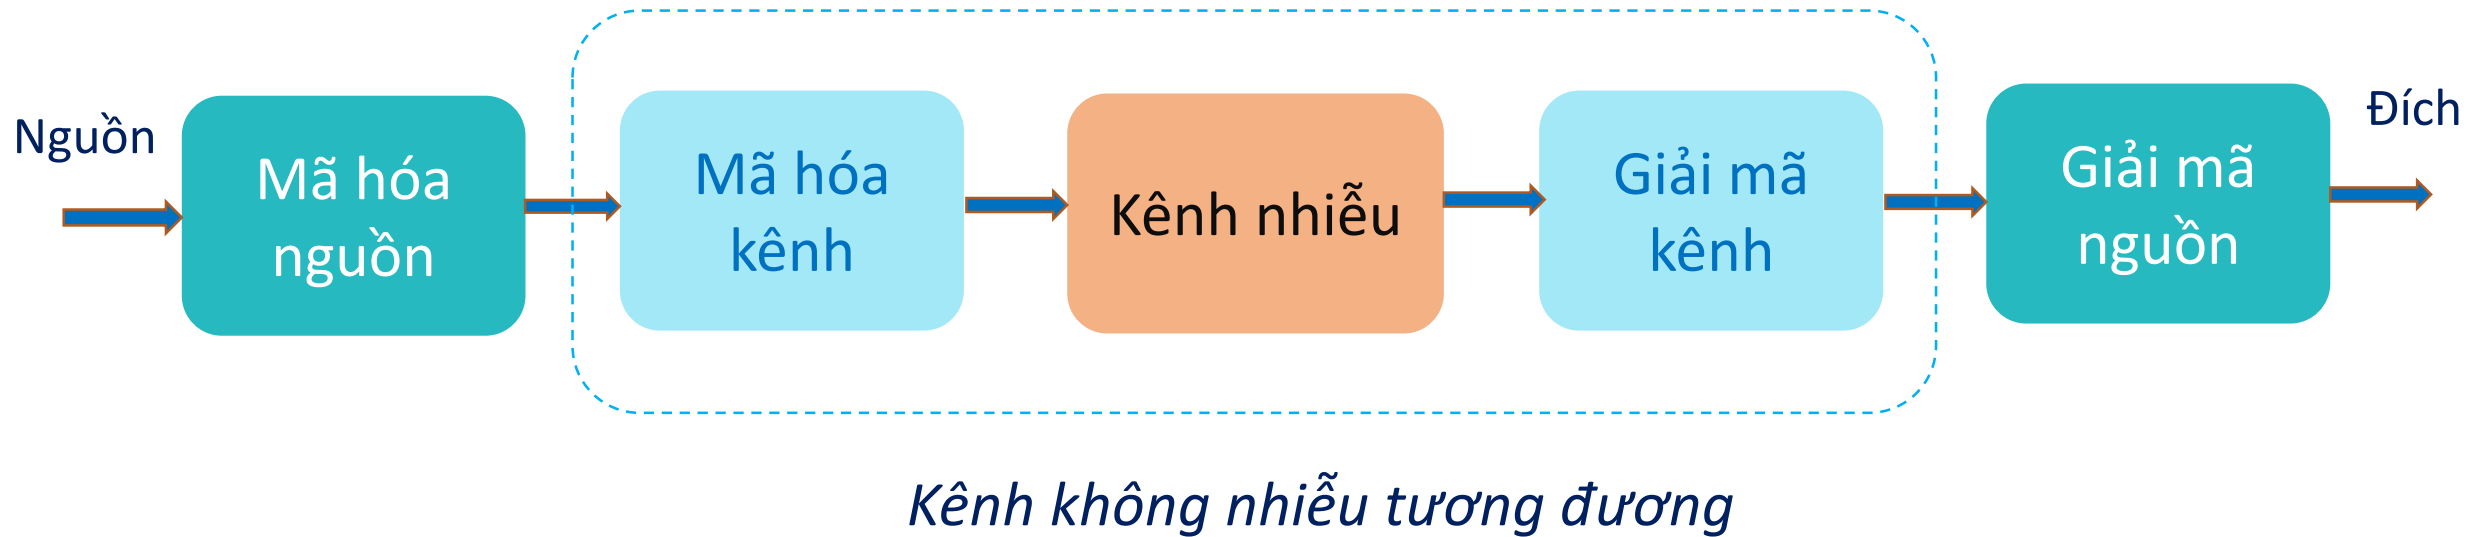 Nguồn
Mã hóa
nguồn
Mã hóa
kênh
Kênh nhiễu
Giải mã
kênh
Giải mã
nguồn
Đích
Kênh không nhiễu tương đương